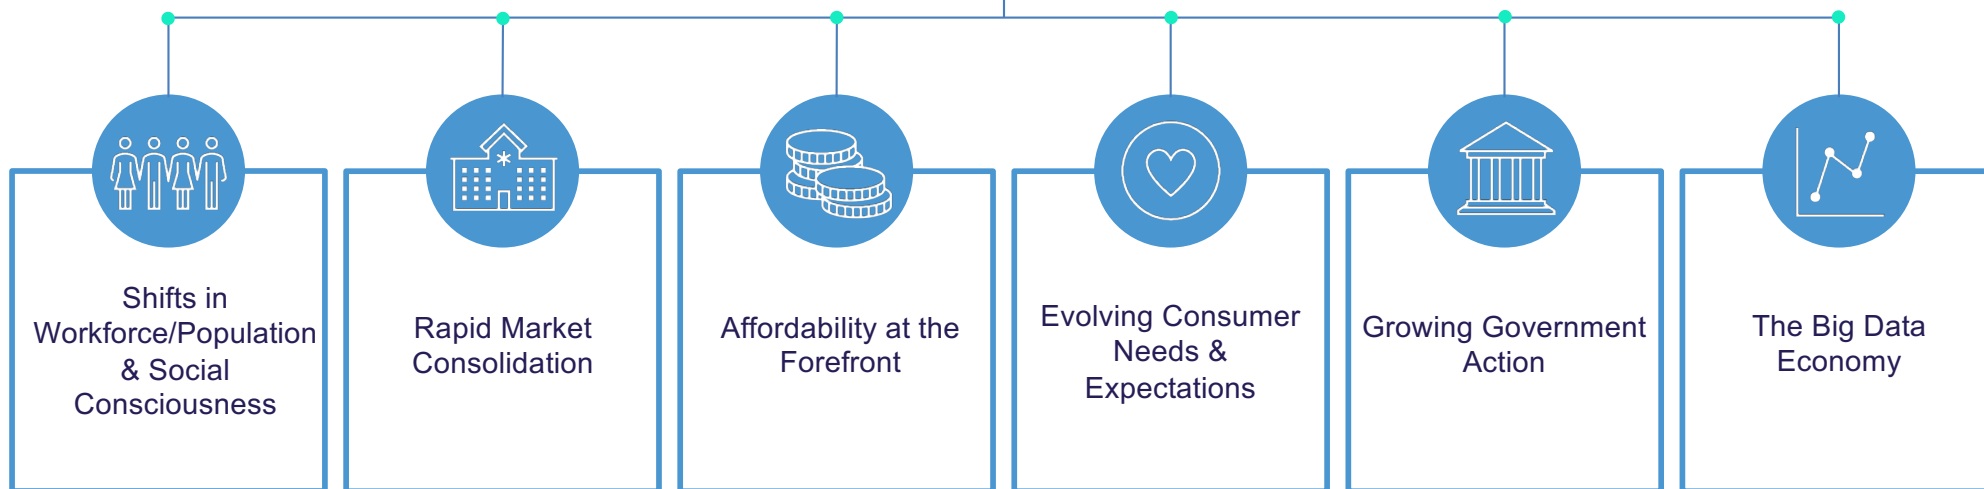 Shifts in
Workforce/Population
& Social
Consciousness
Rapid Market
Consolidation
Affordability at the
Forefront
Evolving Consumer
Needs &
Expectations
Growing Government
Action
The Big Data
Economy